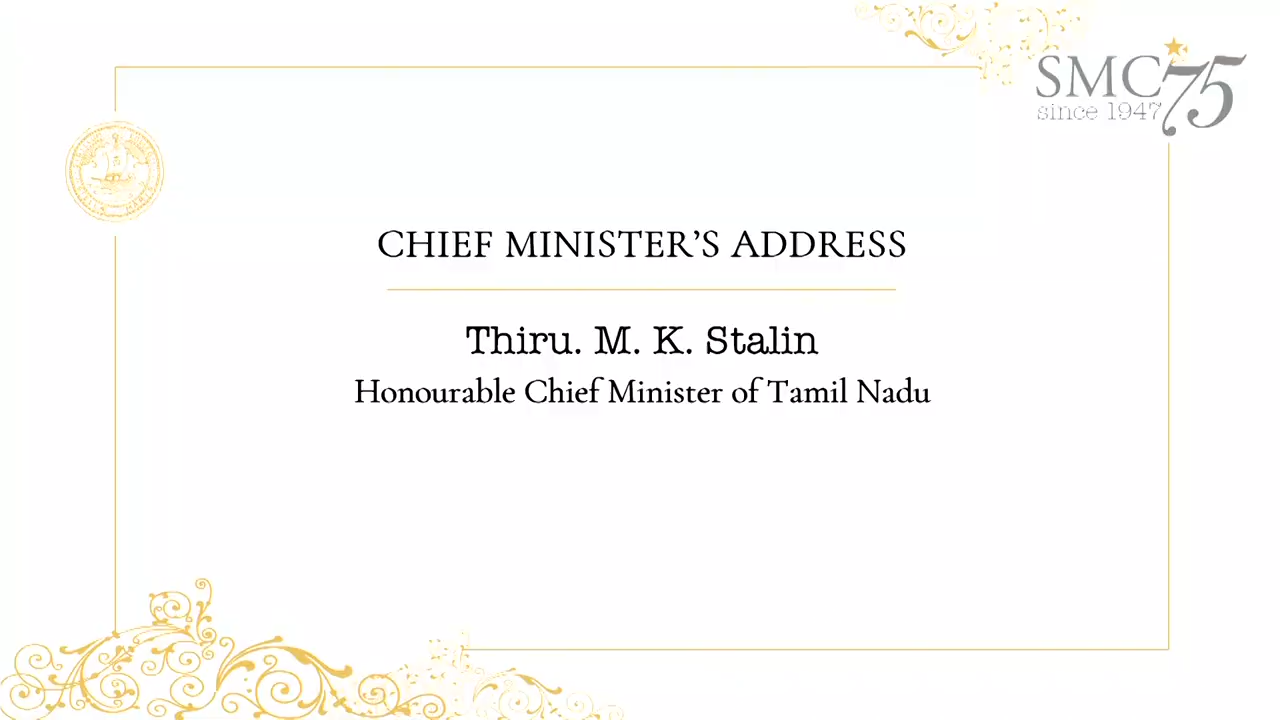 SMC 75
since 1947
CHIEF MINISTER’S ADDRESS
Thiru. M. K. Stalin
Honourable Chief Minister of Tamil Nadu